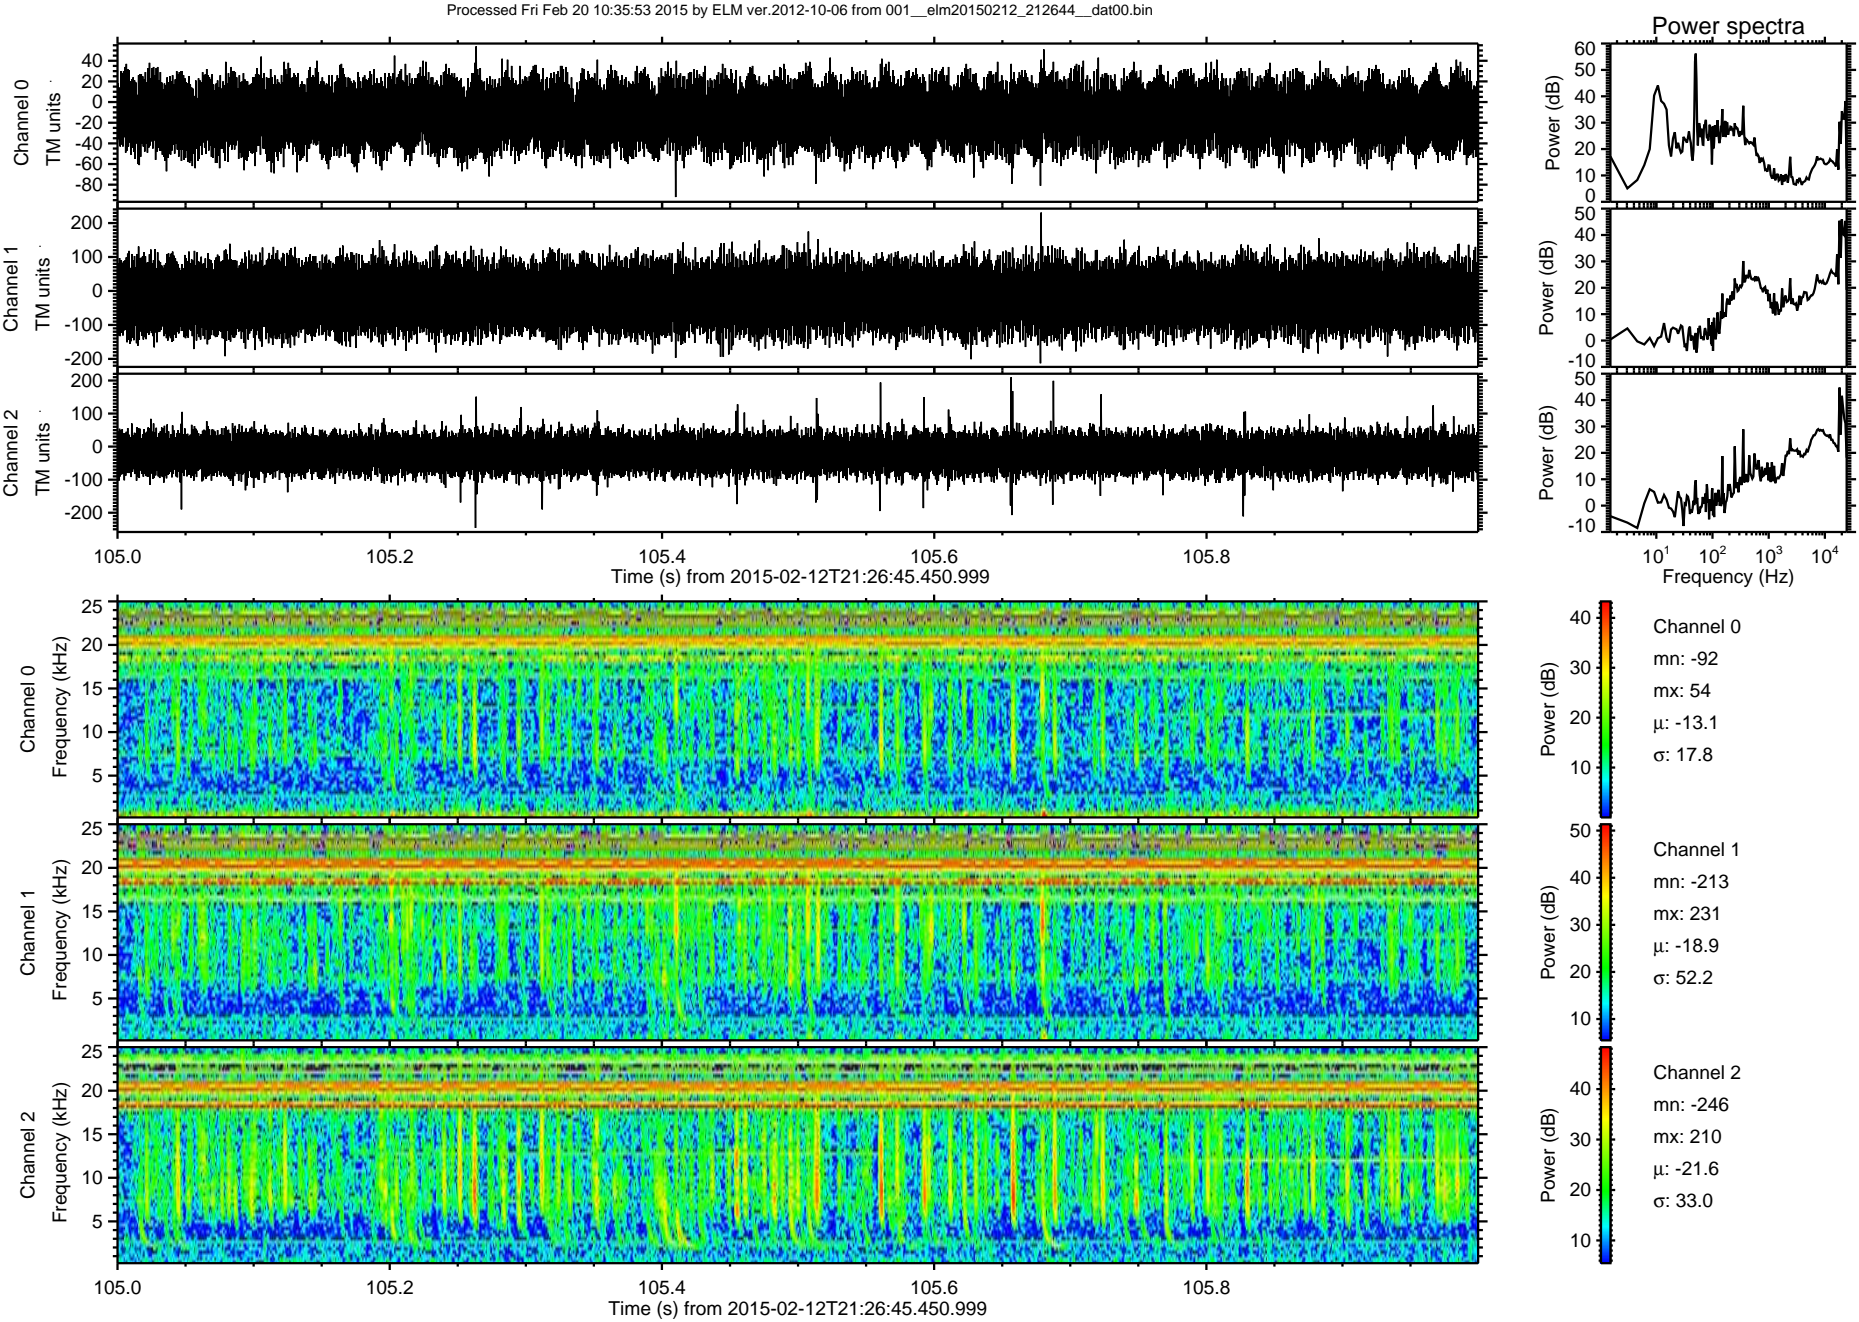 Processed Fri Feb 20 10:35:53 2015 by ELM ver.2012-10-06 from 001__elm20150212_212644__dat00.bin
Power spectra
Channel 0
TM units
40
20
0
-20
-40
-60
-80
Power (dB)
60
50
40
30
20
10
0
Channel 1
TM units
200
100
0
-100
-200
Power (dB)
50
40
30
20
10
0
-10
Channel 2
TM units
200
100
0
-100
-200
Power (dB)
50
40
30
20
10
0
-10
105.0 105.2 105.4 105.6 105.8
Time (s) from 2015-02-12T21:26:45.450.999
10^1 10^2 10^3 10^4
Frequency (Hz)
Channel 0
Frequency (kHz)
25
20
15
10
5
Power (dB)
40
30
20
10
Channel 0
mn: -92
mx: 54
μ: -13.1
σ: 17.8
Channel 1
Frequency (kHz)
25
20
15
10
5
Power (dB)
50
40
30
20
10
Channel 1
mn: -213
mx: 231
μ: -18.9
σ: 52.2
Channel 2
Frequency (kHz)
25
20
15
10
5
Power (dB)
40
30
20
10
Channel 2
mn: -246
mx: 210
μ: -21.6
σ: 33.0
105.0 105.2 105.4 105.6 105.8
Time (s) from 2015-02-12T21:26:45.450.999